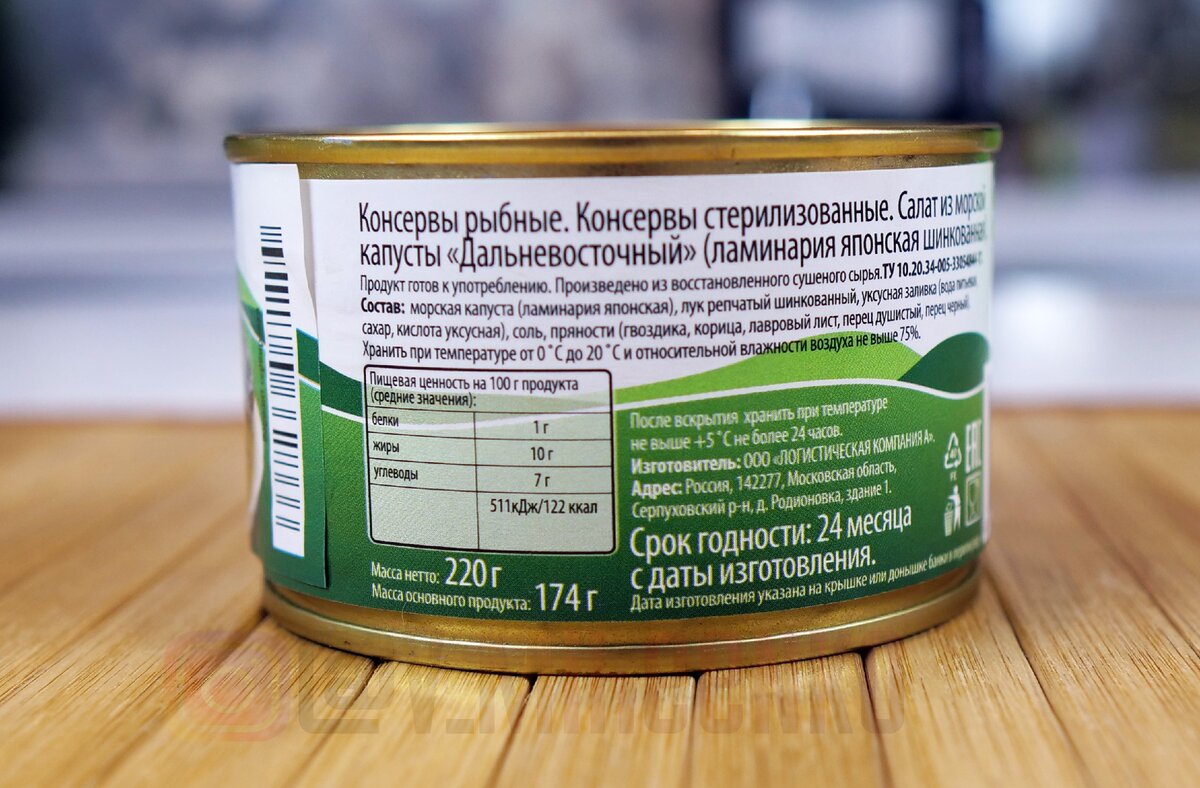 Консервы рыбные. Консервы стерилизованные. Салат из морской
капусты «Дальневосточный» (ламинария японская шинкованная
Продукт готов к употреблению. Произведено из восстановленного сушеного сырья. ТУ 10.20.34-005-
Состав: морская капуста (ламинария японская), лук репчатый шинкованный, уксусная заливка (вода питьевая,
сахар, кислота уксусная), соль, пряности (гвоздика, корица, лавровый лист, перец душистый, перец черный,
Хранить при температуре от 0˚С до 20˚С и относительной влажности воздуха не выше 75%.
Пищевая ценность на 100 г продукта
(средние значения):
белки 1 г
жиры 10 г
углеводы 7 г
511кДж/122 ккал
Масса нетто: 220 г
Масса основного продукта: 174 г
После вскрытия хранить при температуре
не выше +5˚С не более 24 часов.
Изготовитель: ООО «ЛОГИСТИЧЕСКАЯ КОМПАНИЯ А».
Адрес: Россия, 142277, Московская область,
Серпуховский р-н, д. Родионовка, здание 1.
Срок годности: 24 месяца
с даты изготовления.
Дата изготовления указана на крышке или донышке банки в
ЕАС